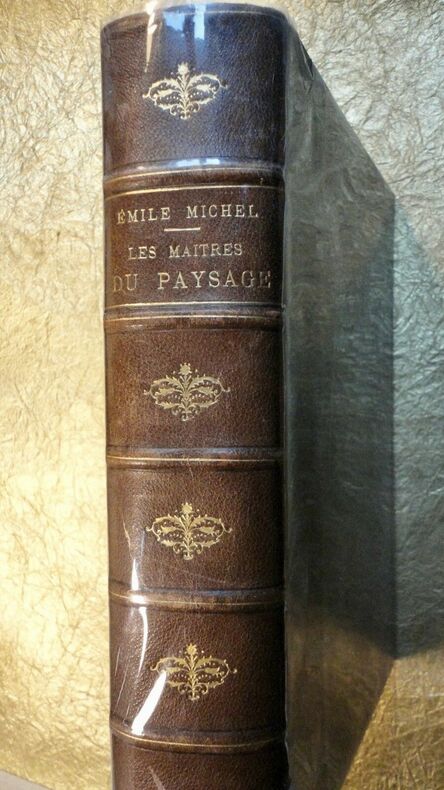 ÉMILE MICHEL
LES MAITRES
DU PAYSAGE